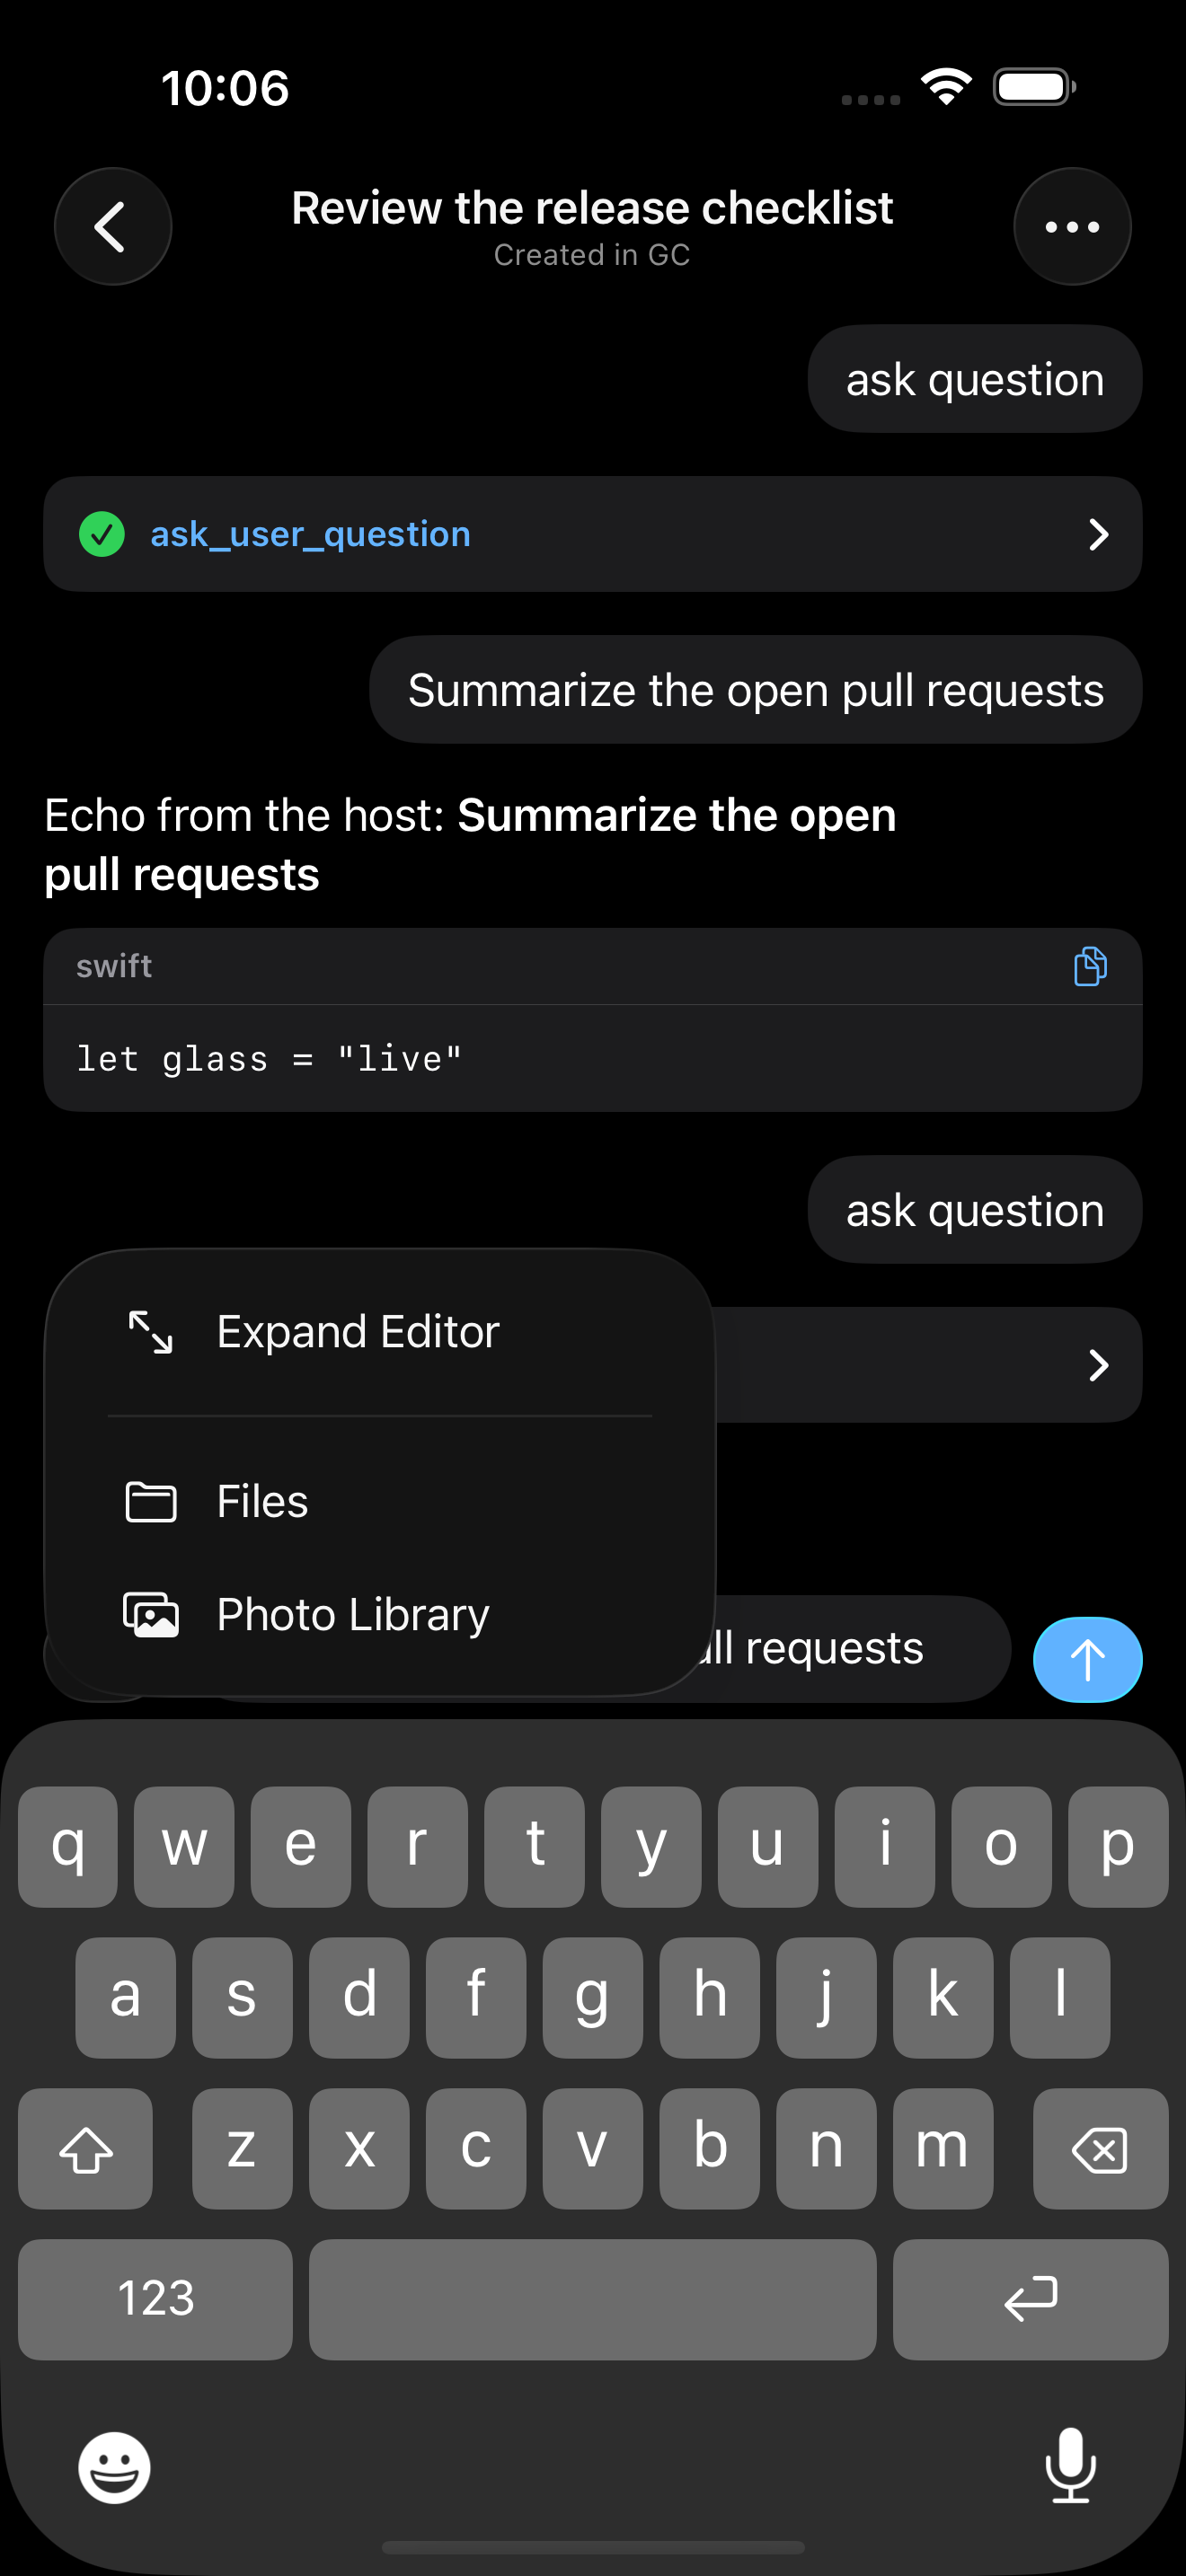 10:06
Review the release checklist
Created in GC
ask question
ask_user_question
Summarize the open pull requests
Echo from the host: Summarize the open
pull requests
swift
let glass = "live"
ask question
Expand Editor
Files
Photo Library
requests
q w e r t y u i o p
a s d f g h j k l
z x c v b n m
123